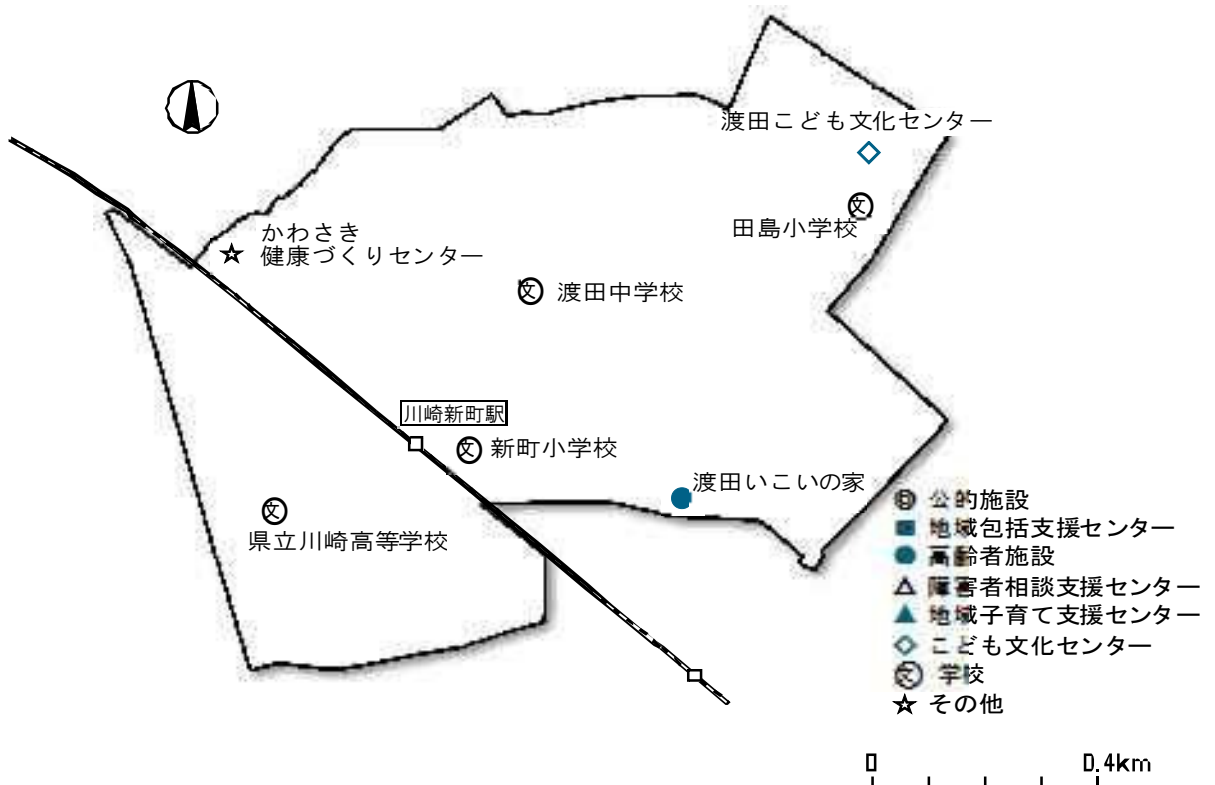 渡田こども文化センター
文
田島小学校
かわさき
健康づくりセンター
文
渡田中学校
川崎新町駅
文
新町小学校
渡田いこいの家
文
県立川崎高等学校
公的施設
地域包括支援センター
高齢者施設
障害者相談支援センター
地域子育て支援センター
こども文化センター
文 学校
その他
0 0.4km